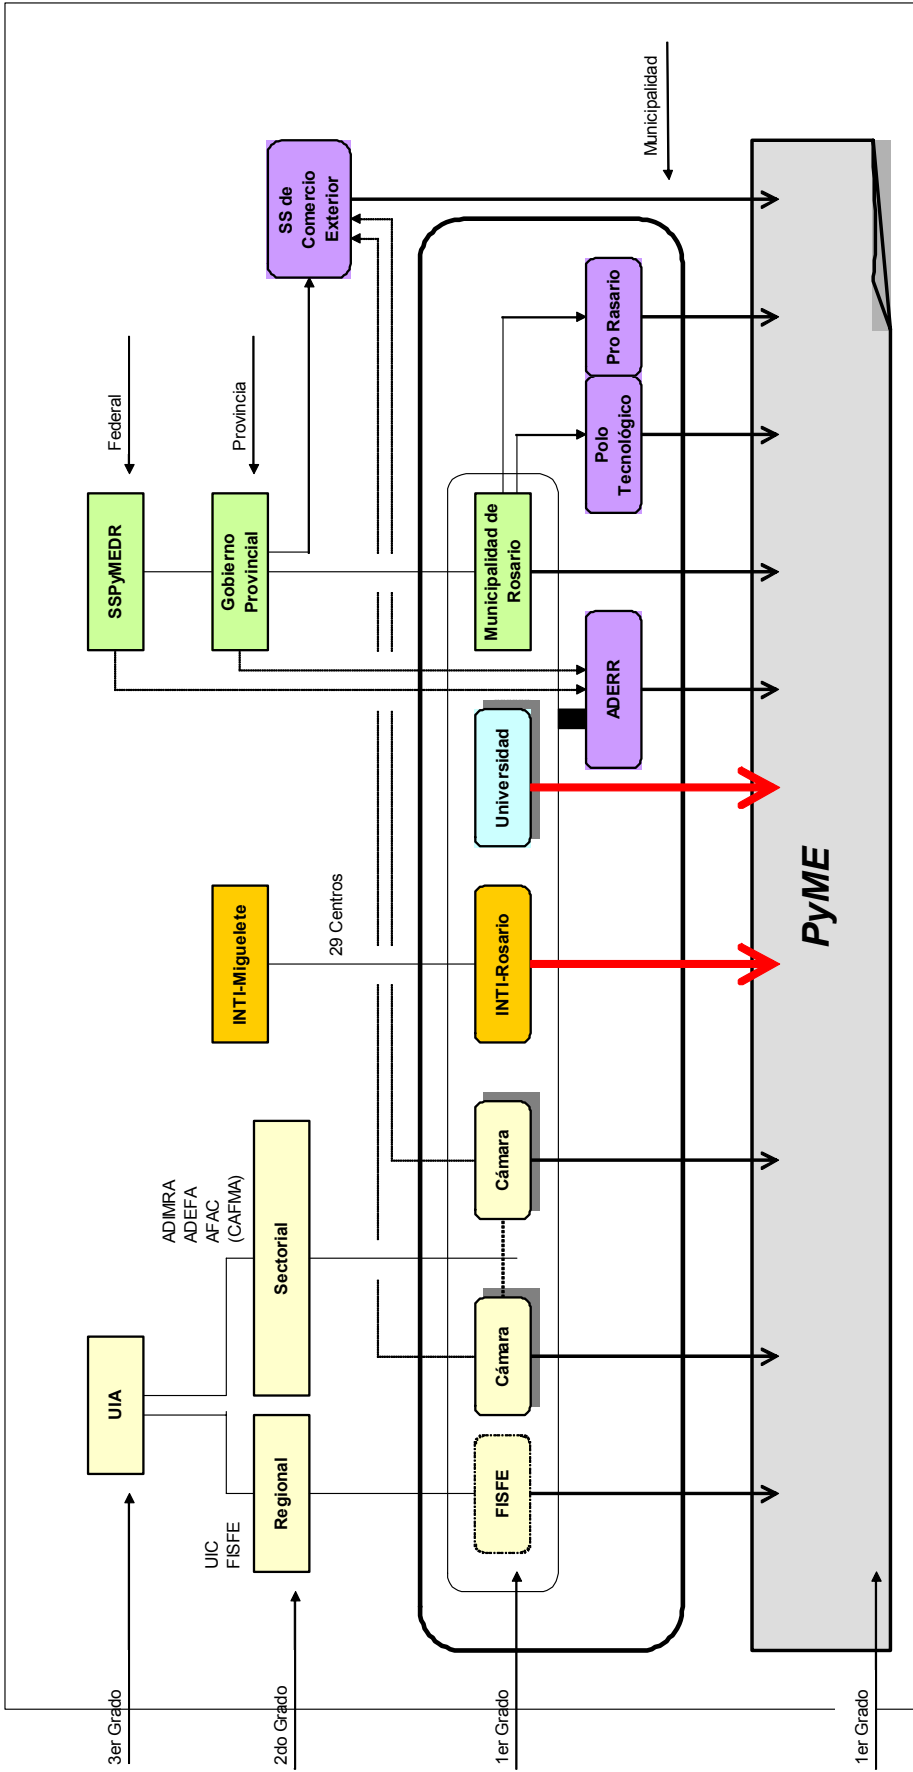 3er Grado
UIA
SSPyMEDR
Federal
ADIMRA
ADEFA
AFAC
(CAFMA)
UIC
FISFE
INTI-Miguelete
Gobierno
Provincial
Provincia
2do Grado
Regional
Sectorial
29 Centros
SS de
Comercio
Exterior
1er Grado
FISFE
Cámara
Cámara
INTI-Rosario
Universidad
Municipalidad de
Rosario
ADERR
Polo
Tecnológico
Pro Rasario
Municipalidad
PyME
1er Grado